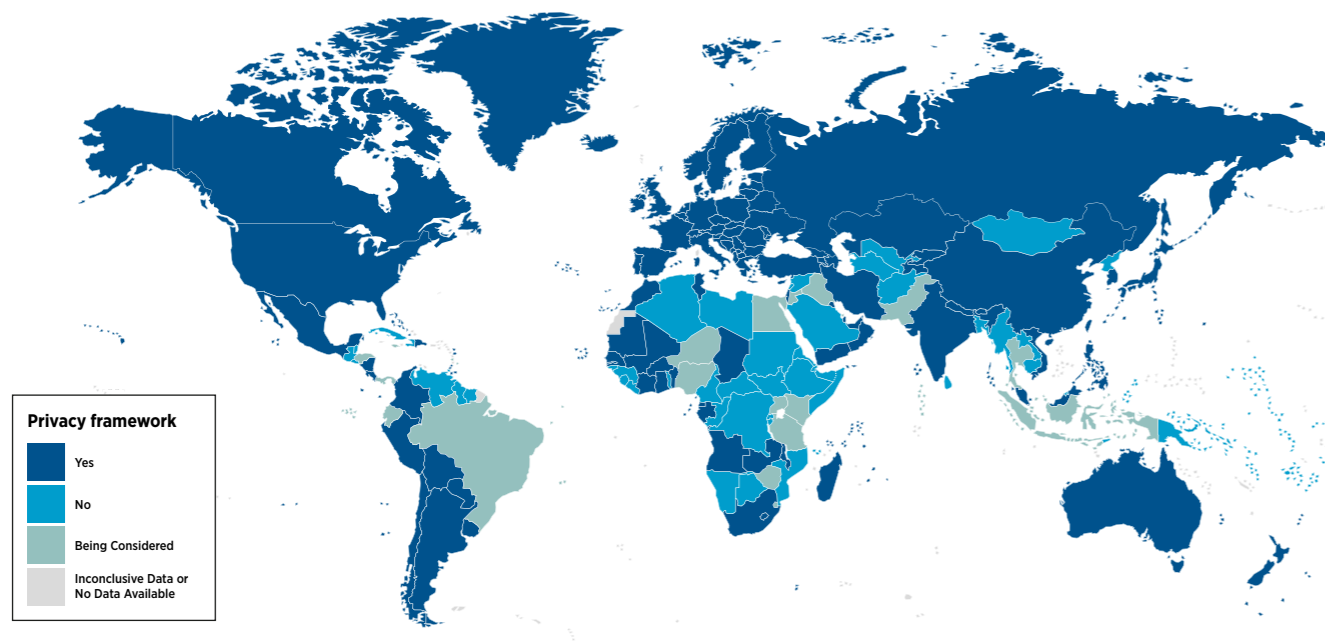 Privacy framework
Yes
No
Being Considered
Inconclusive Data or
No Data Available